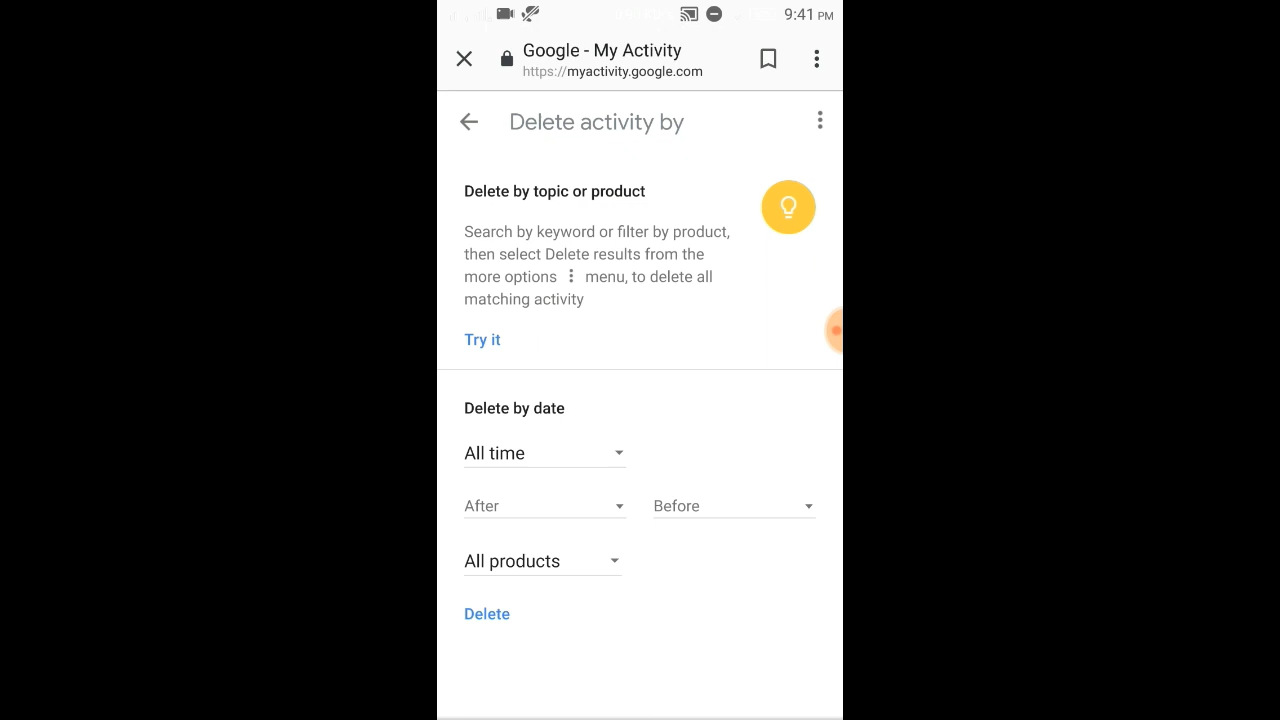 9:41 PM
Google - My Activity
https://myactivity.google.com
Delete activity by
Delete by topic or product
Search by keyword or filter by product,
then select Delete results from the
more options menu, to delete all
matching activity
Try it
Delete by date
All time
After Before
All products
Delete